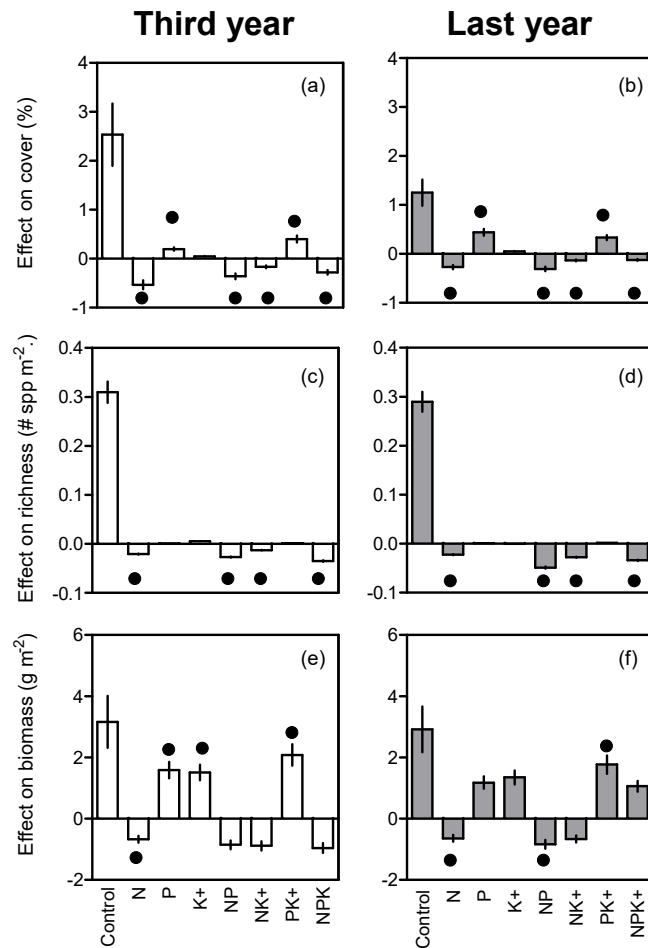 Third year
Last year
Effect on cover (%)
4
3
2
1
0
-1
(a)
4
3
2
1
0
-1
(b)
Effect on richness (# spp m⁻².)
0.4
0.3
0.2
0.1
0.0
-0.1
(c)
0.4
0.3
0.2
0.1
0.0
-0.1
(d)
Effect on biomass (g m⁻²)
6
4
2
0
-2
(e)
6
4
2
0
-2
(f)
Control
N
P
K+
NP
NK+
PK+
NPK
Control
N
P
K+
NP
NK+
PK+
NPK+